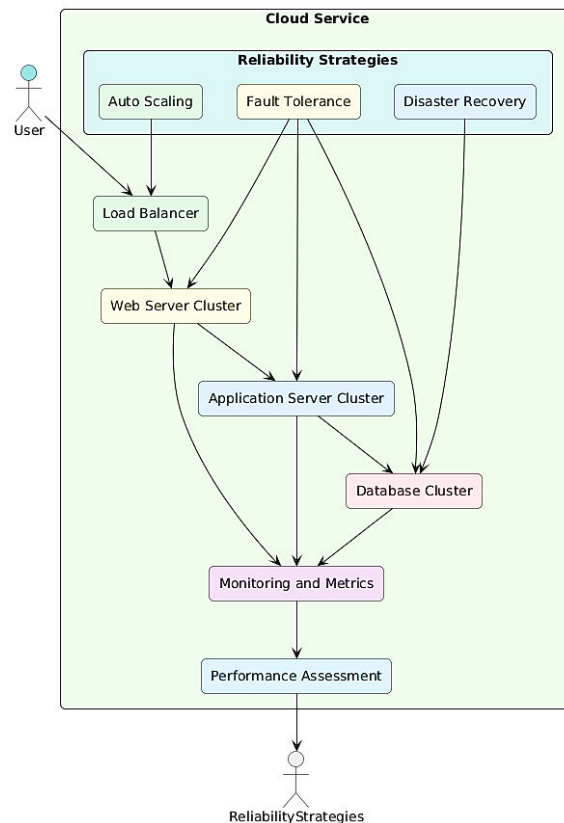 Cloud Service
Reliability Strategies
Auto Scaling
Fault Tolerance
Disaster Recovery
User
Load Balancer
Web Server Cluster
Application Server Cluster
Database Cluster
Monitoring and Metrics
Performance Assessment
ReliabilityStrategies